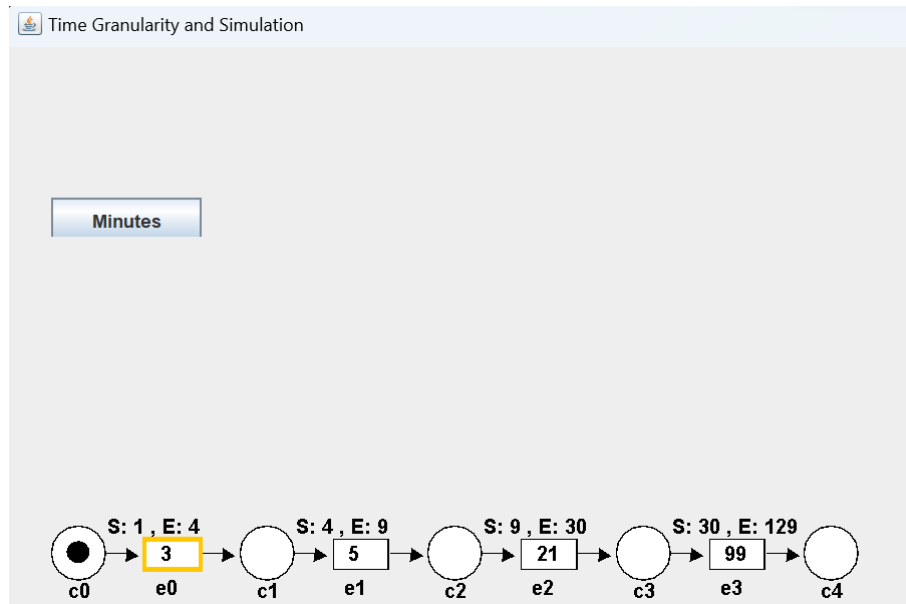 Time Granularity and Simulation
Minutes
S: 1 , E: 4 S: 4 , E: 9 S: 9 , E: 30 S: 30 , E: 129
3 5 21 99
c0 e0 c1 e1 c2 e2 c3 e3 c4